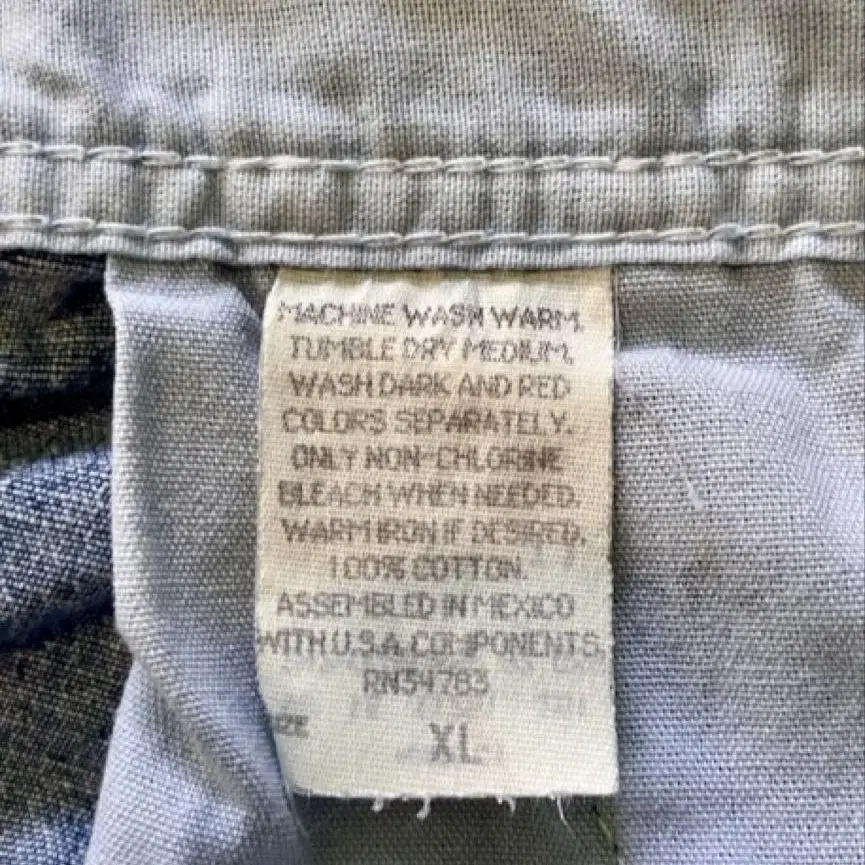 MACHINE WASH WARM.
TUMBLE DRY MEDIUM.
WASH DARK AND RED
COLORS SEPARATELY.
ONLY NON-CHLORINE
BLEACH WHEN NEEDED.
WARM IRON IF DESIRED.
100% COTTON.
ASSEMBLED IN MEXICO
WITH U.S.A. COMPONENTS.
RN54783
XL